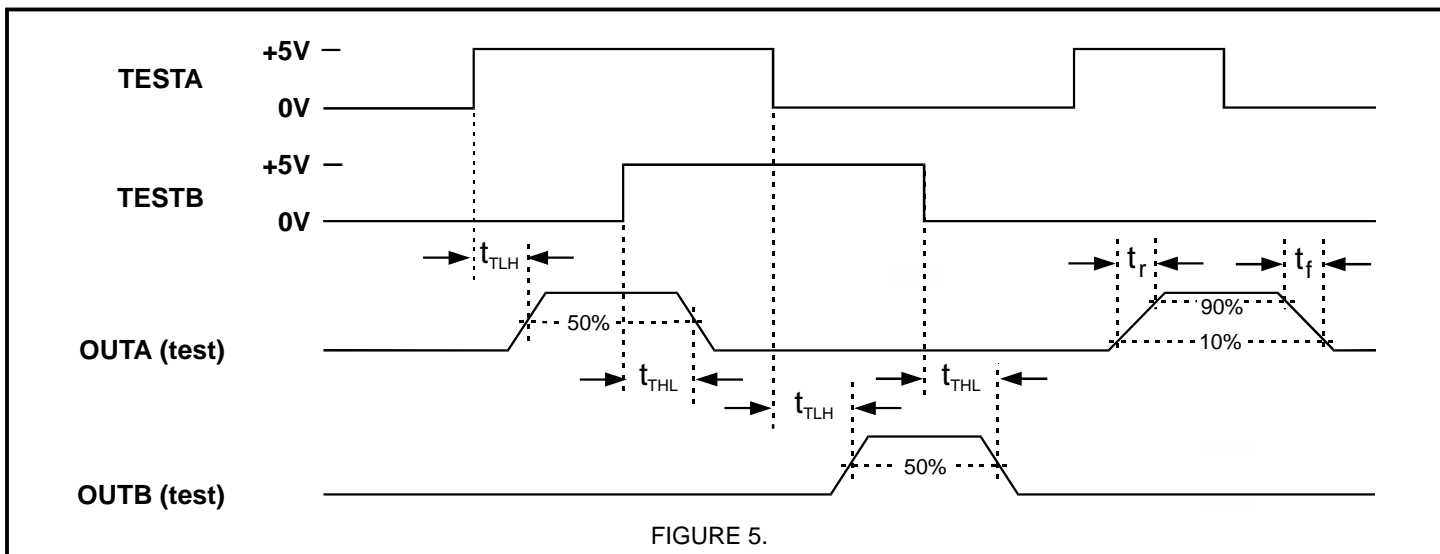 +5V
TESTA
0V
+5V
TESTB
0V
tTLH
tr
tf
90%
50%
OUTA (test)
10%
tTHL
tTHL
tTLH
50%
OUTB (test)
FIGURE 5.